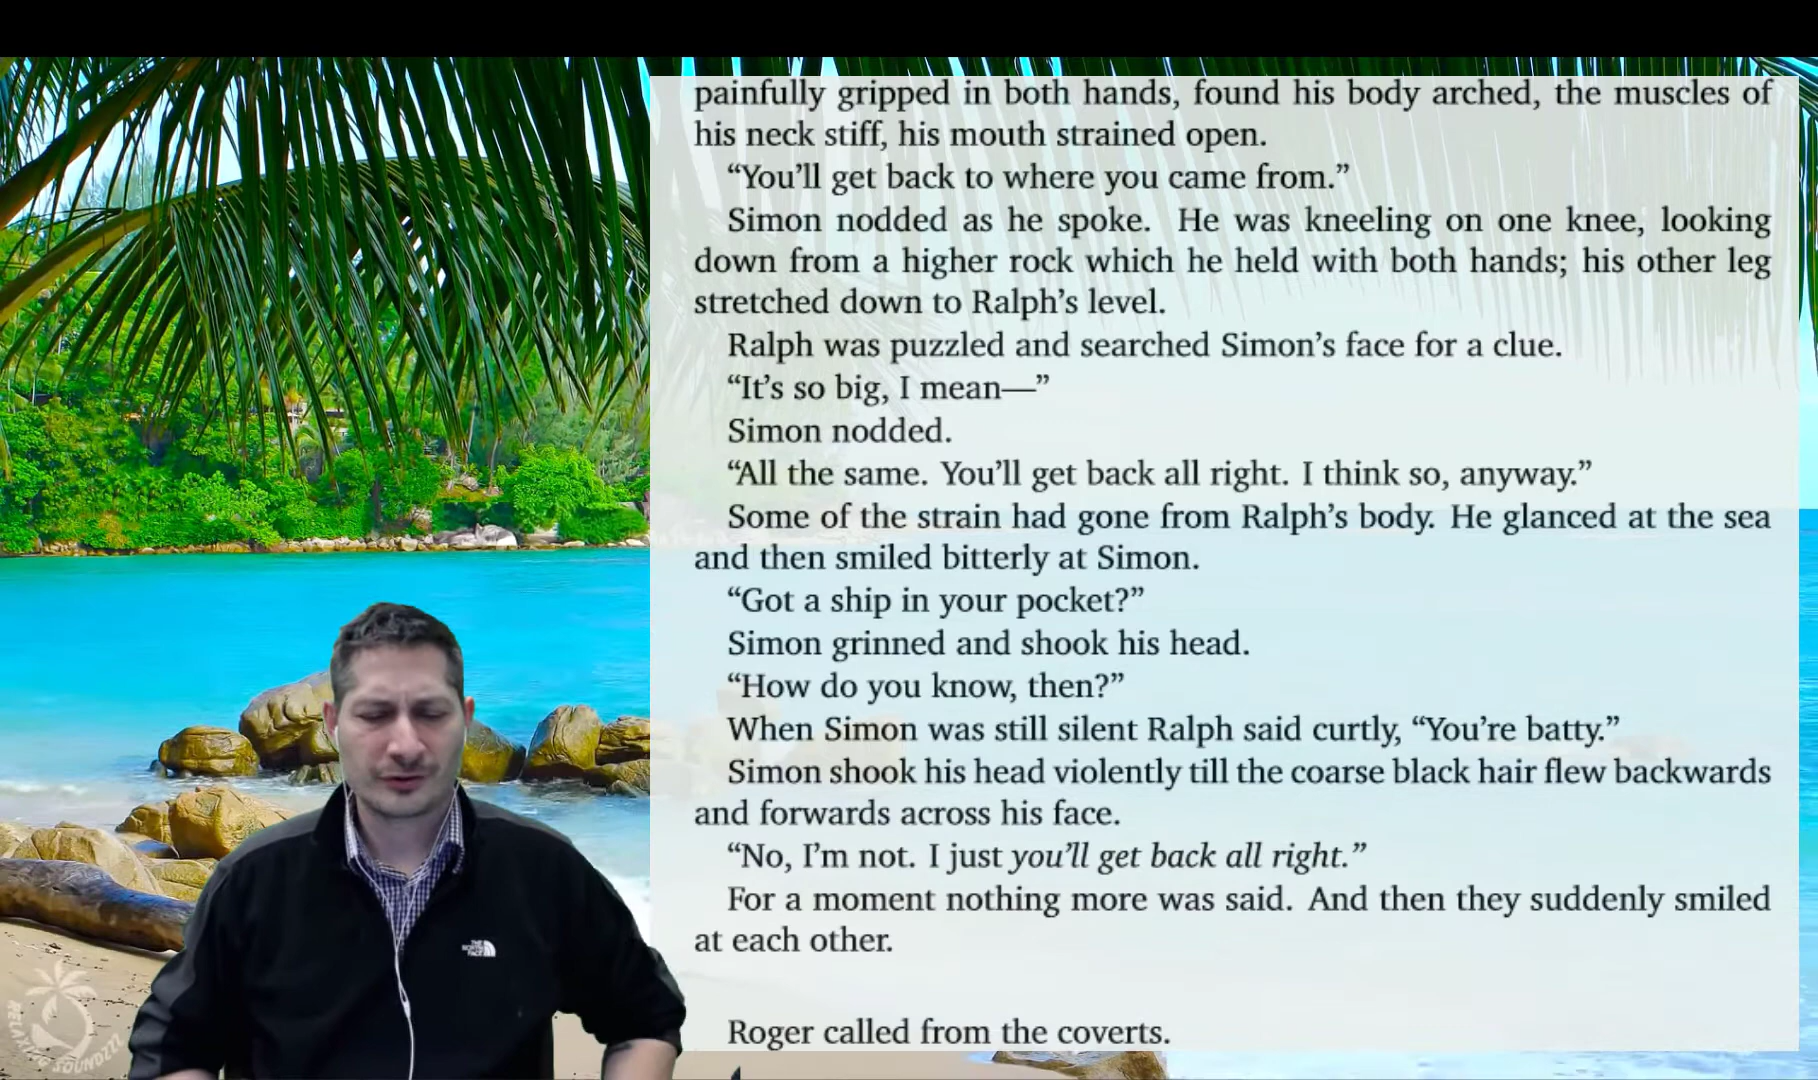 painfully gripped in both hands, found his body arched, the muscles of
his neck stiff, his mouth strained open.
“You’ll get back to where you came from.”
Simon nodded as he spoke. He was kneeling on one knee, looking
down from a higher rock which he held with both hands; his other leg
stretched down to Ralph’s level.
Ralph was puzzled and searched Simon’s face for a clue.
“It’s so big, I mean—”
Simon nodded.
“All the same. You’ll get back all right. I think so, anyway.”
Some of the strain had gone from Ralph’s body. He glanced at the sea
and then smiled bitterly at Simon.
“Got a ship in your pocket?”
Simon grinned and shook his head.
“How do you know, then?”
When Simon was still silent Ralph said curtly, “You’re batty.”
Simon shook his head violently till the coarse black hair flew backwards
and forwards across his face.
“No, I’m not. I just you’ll get back all right.”
For a moment nothing more was said. And then they suddenly smiled
at each other.
Roger called from the coverts.
THE
NORTH
FACE
RELAXING SOUNDZZZ